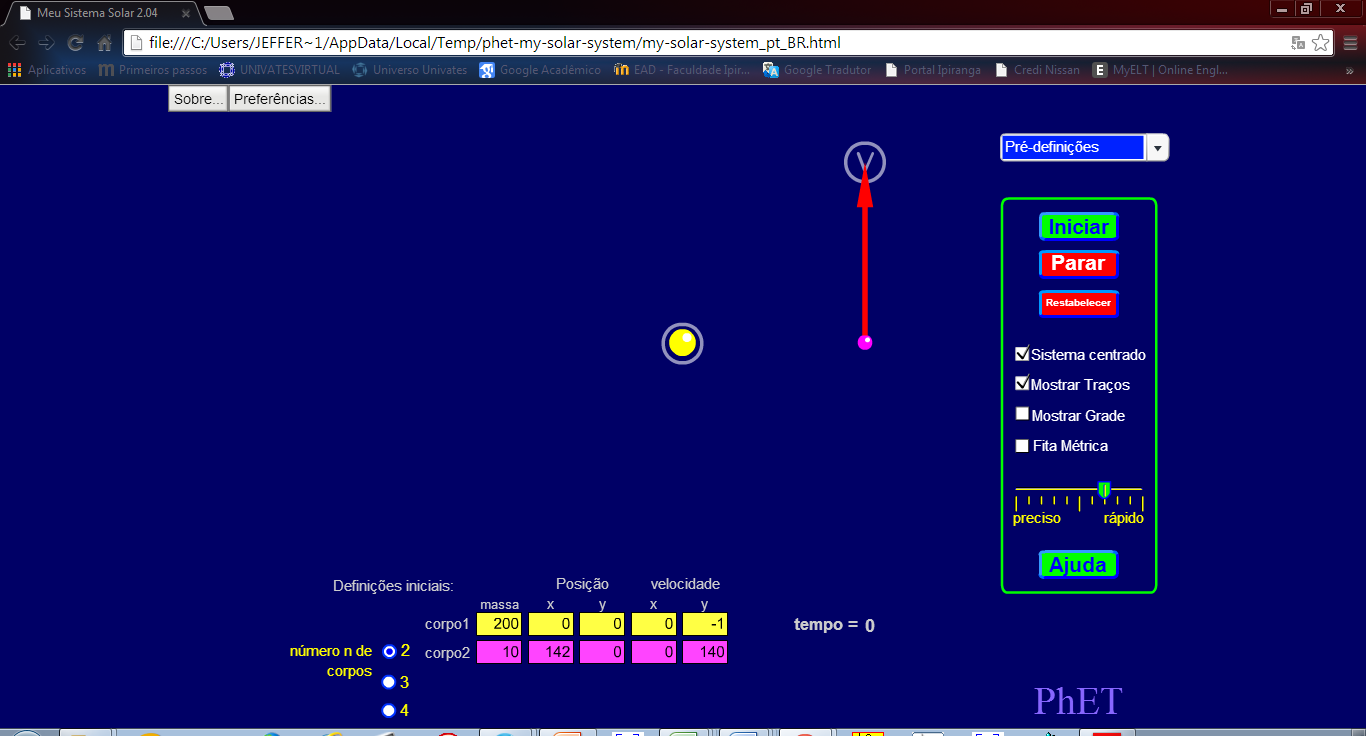 Meu Sistema Solar 2.04
file:///C:/Users/JEFFER~1/AppData/Local/Temp/phet-my-solar-system/my-solar-system_pt_BR.html
Aplicativos Primeiros passos UNIVATESVIRTUAL Universo Univates Google Acadêmico EAD - Faculdade Ipir... Google Tradutor Portal Ipiranga Credi Nissan MyELT | Online Engl... »
Sobre... Preferências...
Pré-definições
V
Iniciar
Parar
Restabelecer
Sistema centrado
Mostrar Traços
Mostrar Grade
Fita Métrica
preciso rápido
Ajuda
Definições iniciais: Posição velocidade
massa x y x y
corpo1 200 0 0 0 -1
tempo = 0
número n de corpos
2
corpo2 10 142 0 0 140
3
4
PhET